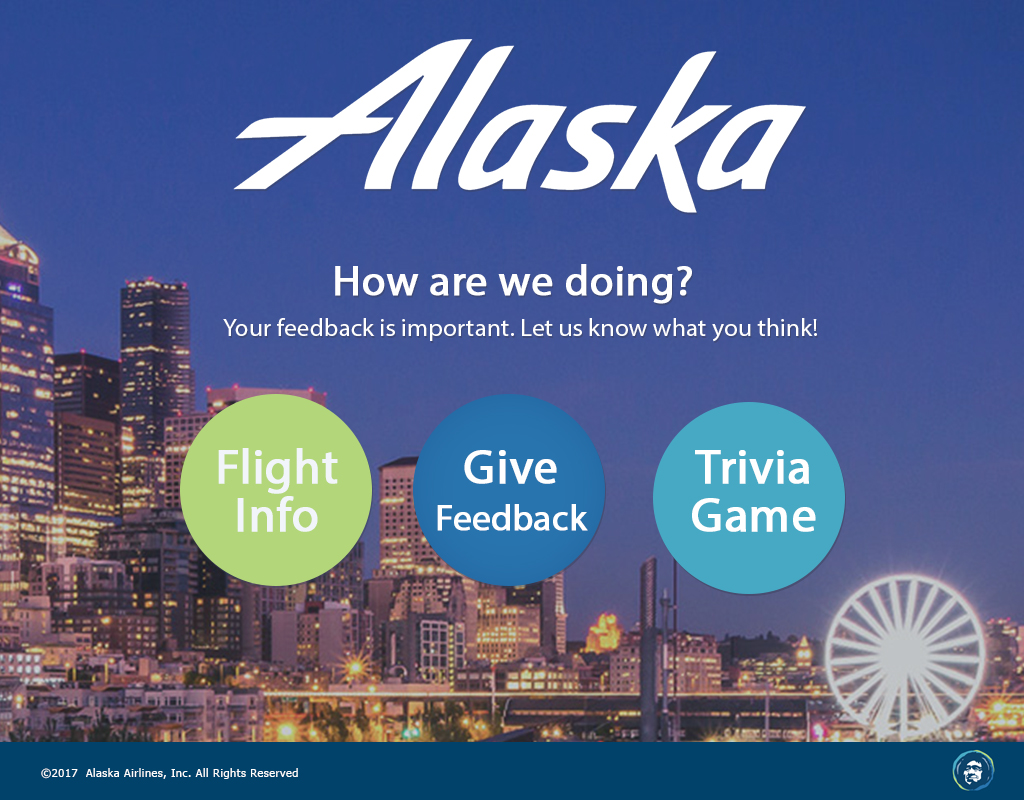 Alaska
How are we doing?
Your feedback is important. Let us know what you think!
Flight
Info
Give
Feedback
Trivia
Game
©2017 Alaska Airlines, Inc. All Rights Reserved